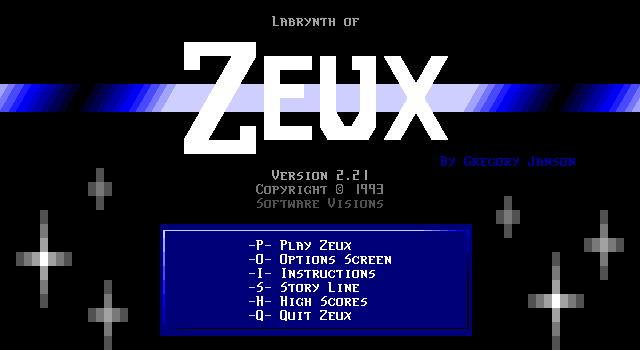 Labrynth of
Zeux
By Gregory Janson
Version 2.21
Copyright © 1993
Software Visions
-P- Play Zeux
-O- Options Screen
-I- Instructions
-S- Story Line
-H- High Scores
-Q- Quit Zeux